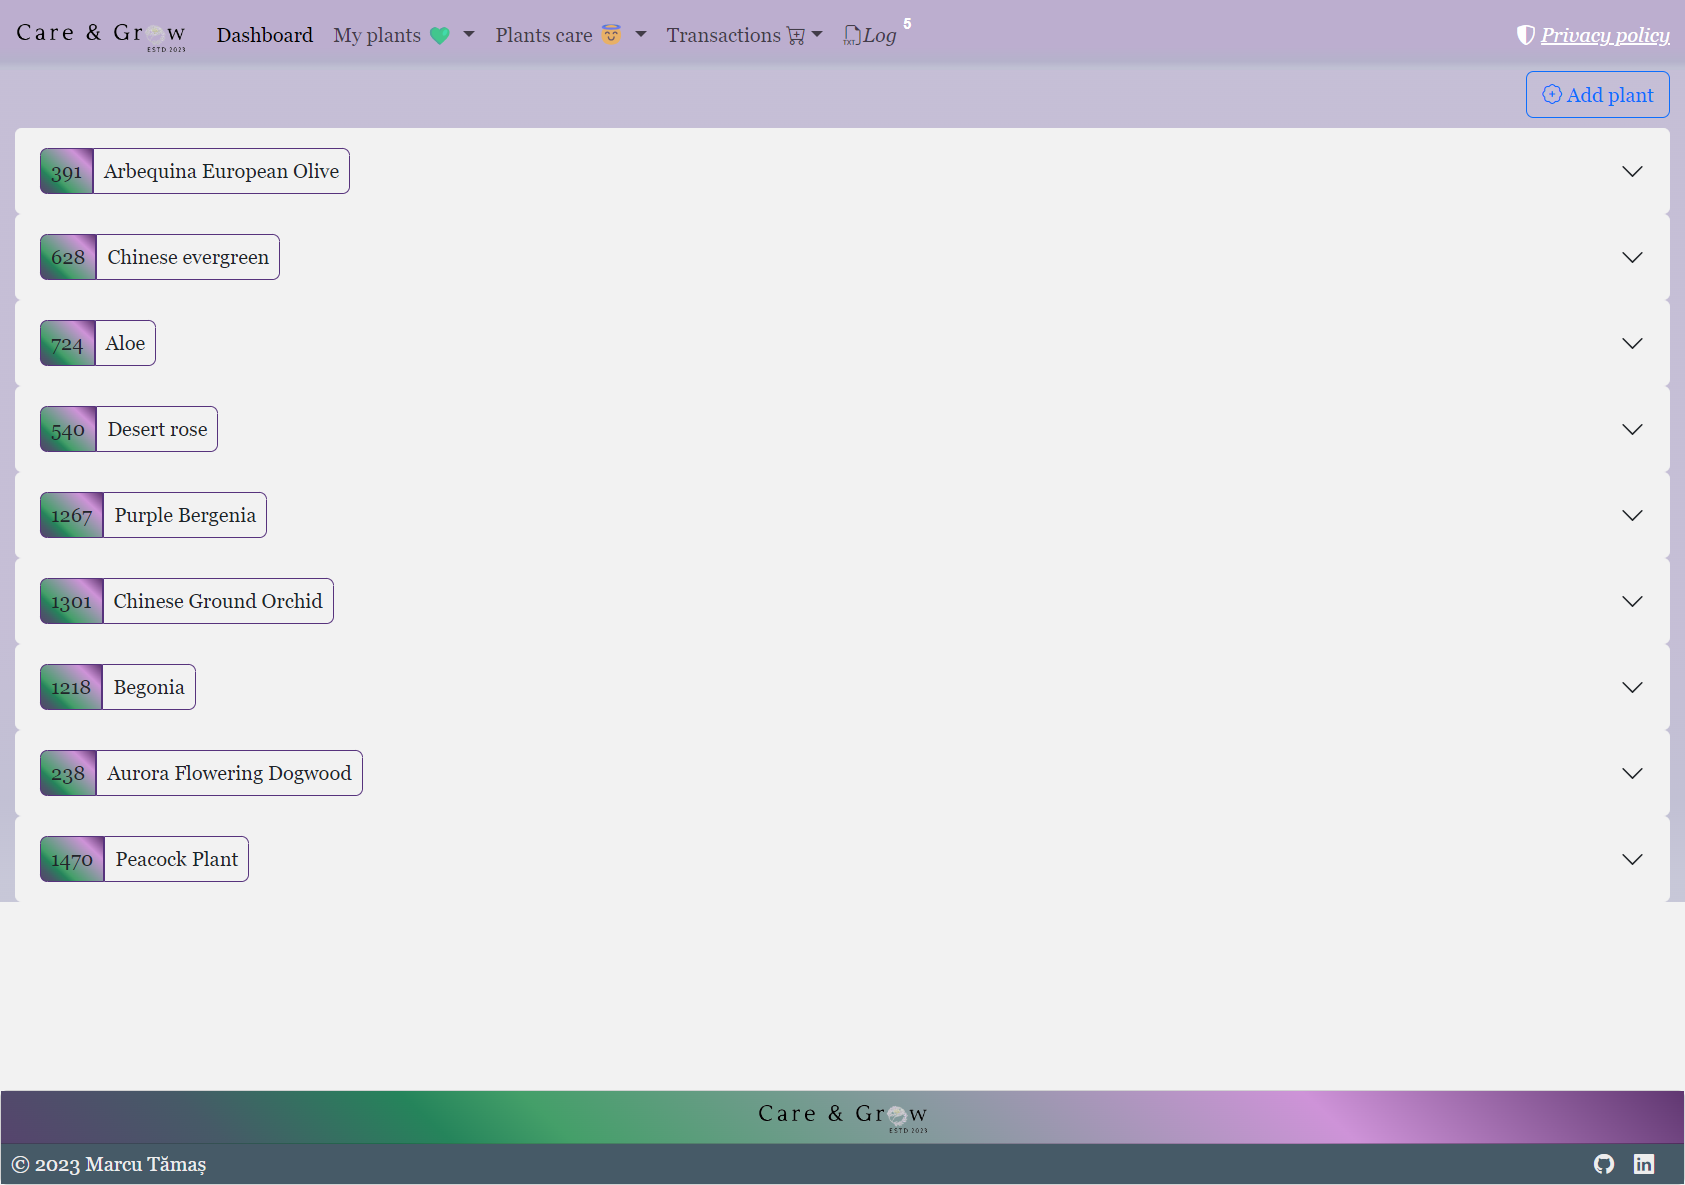 Care & Grow
ESTD 2023
Dashboard
My plants
Plants care
Transactions
TXT
Log
5
Privacy policy
Add plant
391 Arbequina European Olive
628 Chinese evergreen
724 Aloe
540 Desert rose
1267 Purple Bergenia
1301 Chinese Ground Orchid
1218 Begonia
238 Aurora Flowering Dogwood
1470 Peacock Plant
Care & Grow
ESTD 2023
© 2023 Marcu Tămaș
in